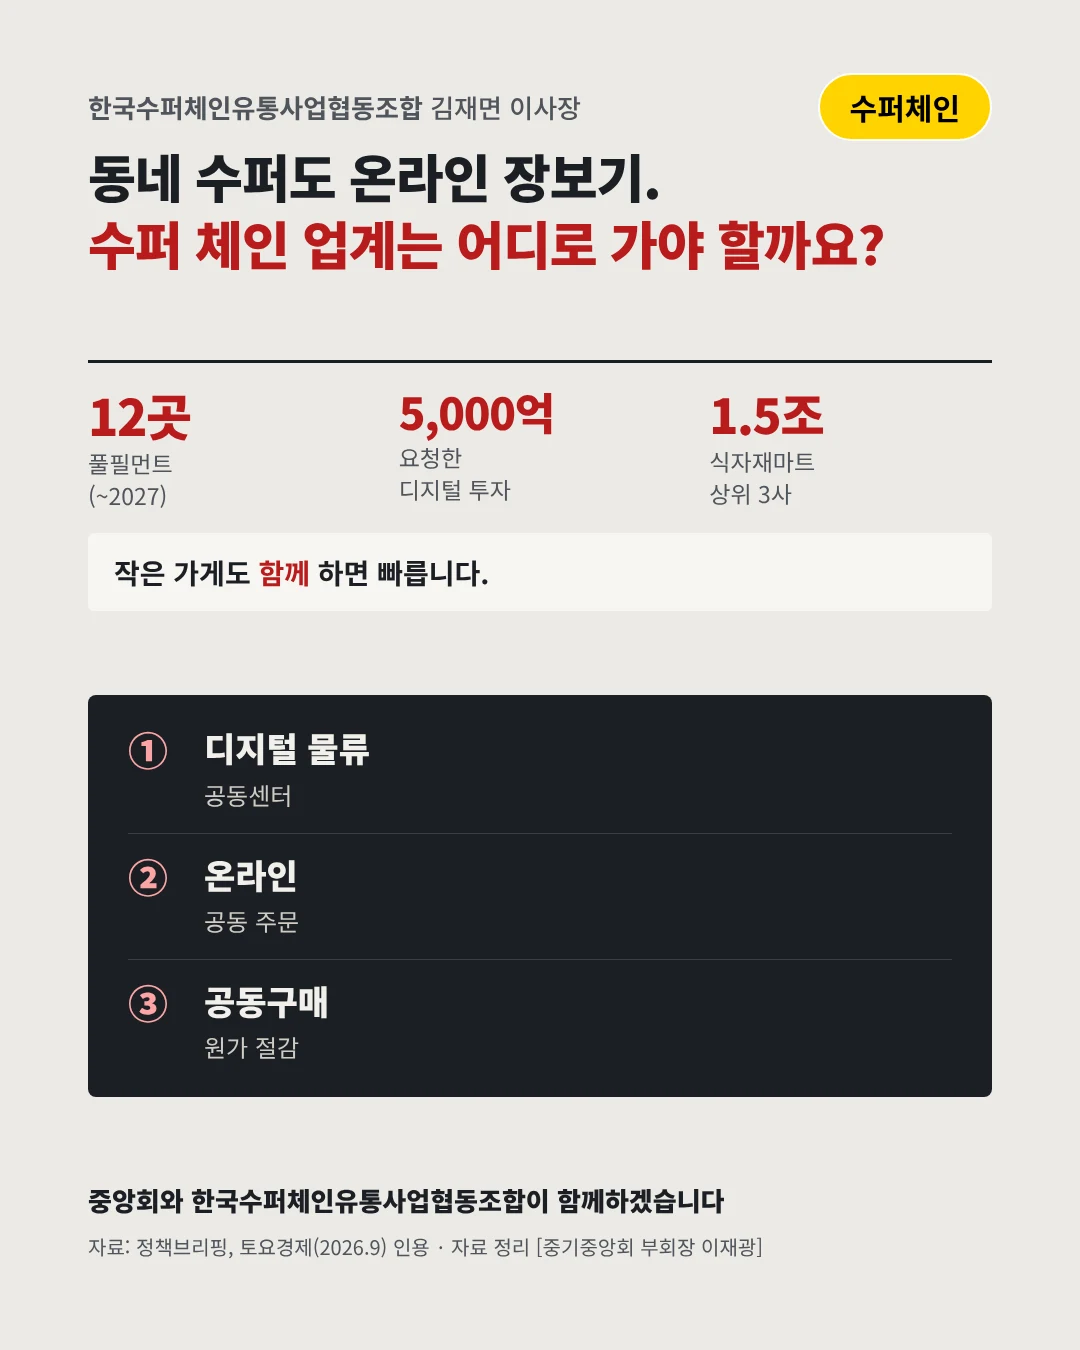 한국수퍼체인유통사업협동조합 김재면 이사장
수퍼체인
동네 수퍼도 온라인 장보기.
수퍼 체인 업계는 어디로 가야 할까요?
12곳
풀필먼트
(~2027)
5,000억
요청한
디지털 투자
1.5조
식자재마트
상위 3사
작은 가게도 함께 하면 빠릅니다.
① 디지털 물류
공동센터
② 온라인
공동 주문
③ 공동구매
원가 절감
중앙회와 한국수퍼체인유통사업협동조합이 함께하겠습니다
자료: 정책브리핑, 토요경제(2026.9) 인용 · 자료 정리 [중기중앙회 부회장 이재광]